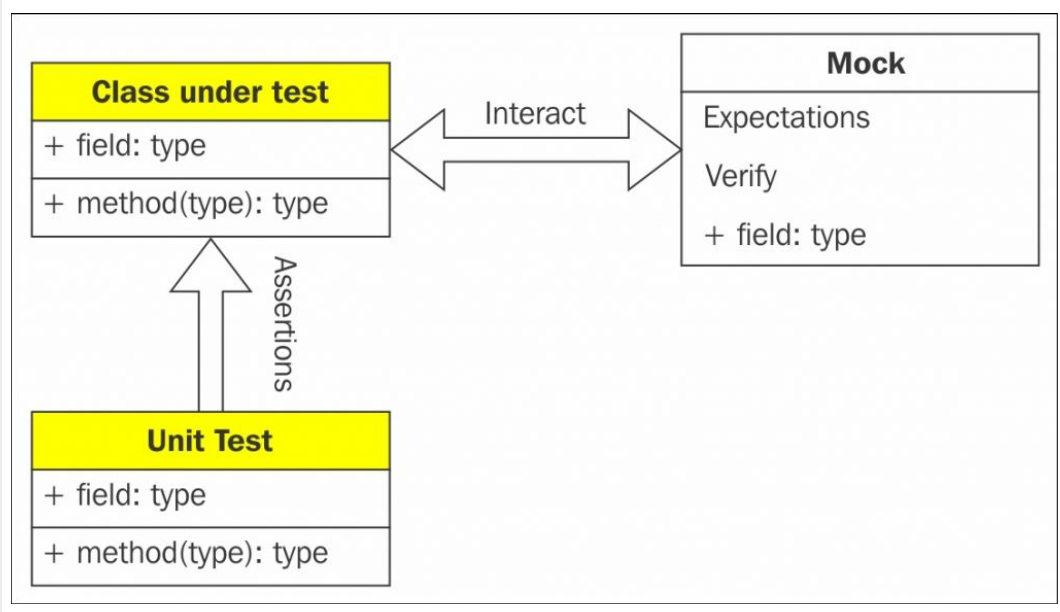 Class under test
+ field: type
+ method(type): type
Interact
Mock
Expectations
Verify
+ field: type
Assertions
Unit Test
+ field: type
+ method(type): type